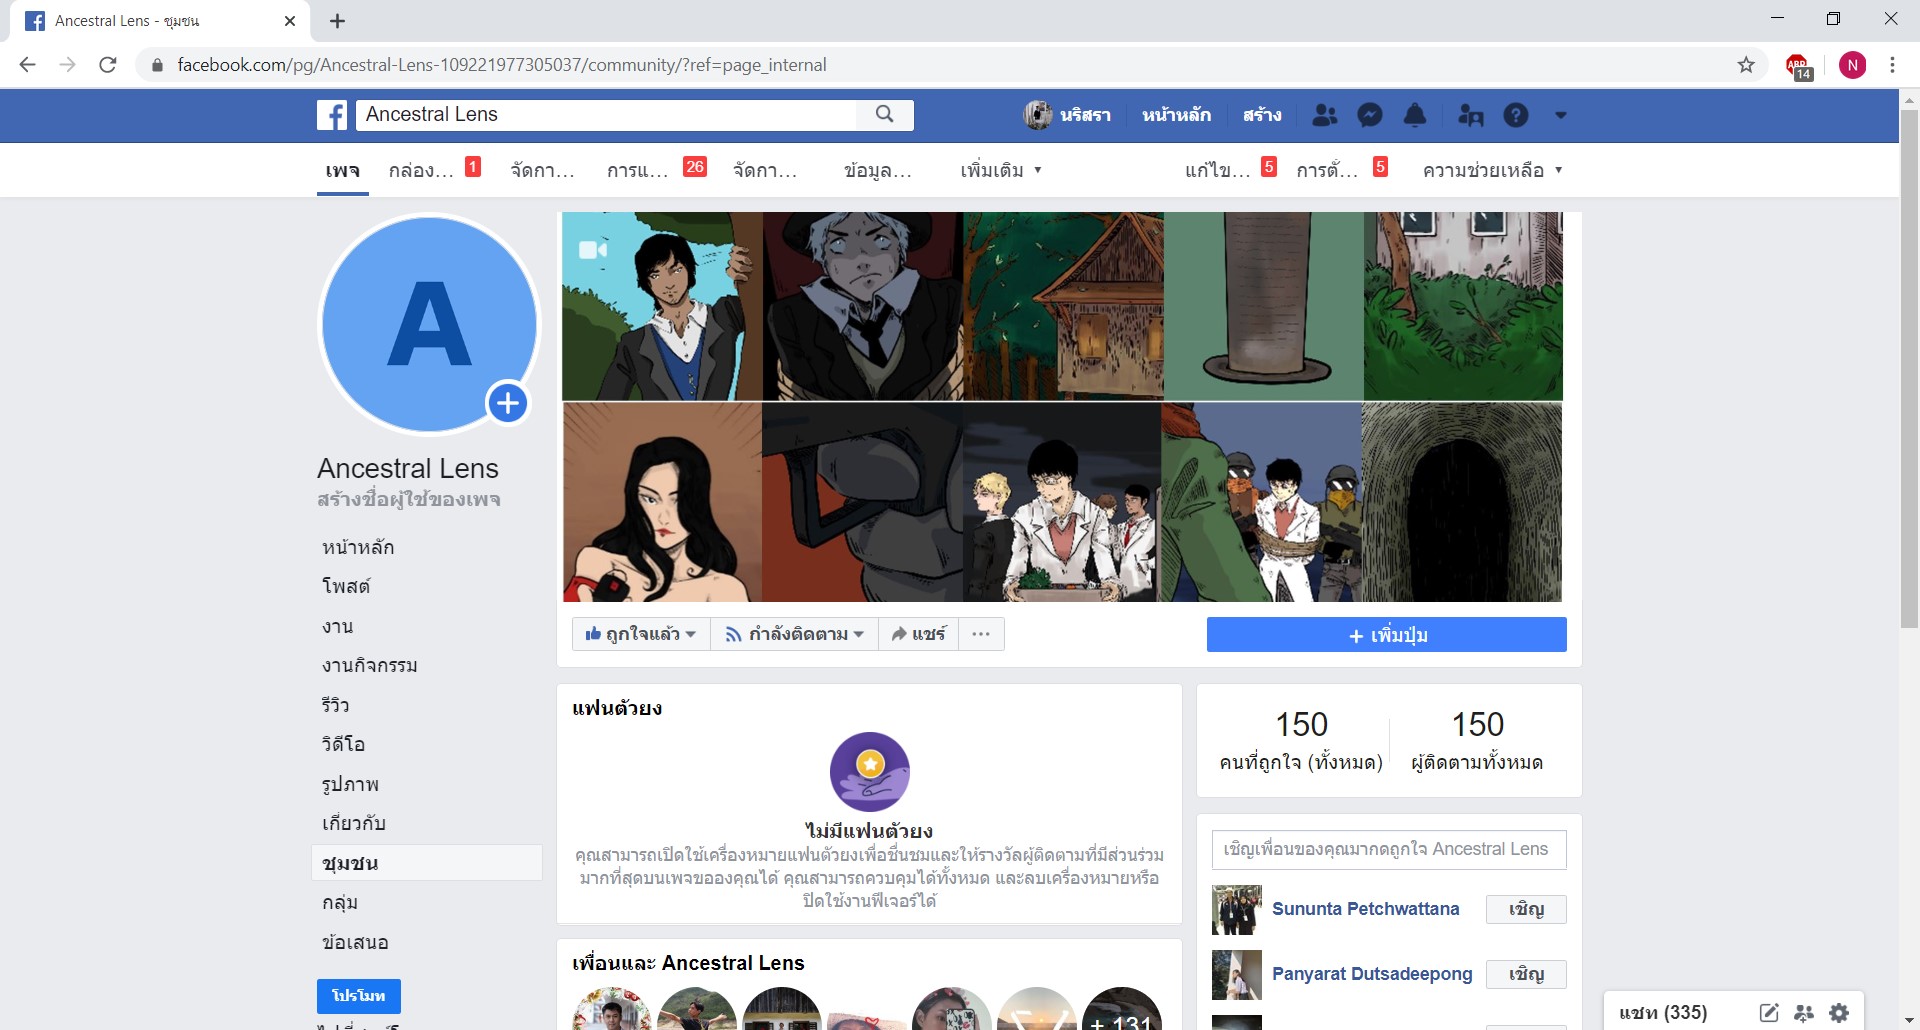 Ancestral Lens - ชุมชน
facebook.com/pg/Ancestral-Lens-109221977305037/community/?ref=page_internal
ABP
14
N
Ancestral Lens
นริสรา
หน้าหลัก
สร้าง
เพจ
กล่อง... 1
จัดกา...
การแ... 26
จัดกา...
ข้อมูล...
เพิ่มเติม
แก้ไข... 5
การตั้... 5
ความช่วยเหลือ
A
Ancestral Lens
สร้างชื่อผู้ใช้ของเพจ
หน้าหลัก
โพสต์
งาน
งานกิจกรรม
รีวิว
วิดีโอ
รูปภาพ
เกี่ยวกับ
ชุมชน
กลุ่ม
ข้อเสนอ
โปรโมท
ถูกใจแล้ว
กำลังติดตาม
แชร์
...
+ เพิ่มปุ่ม
แฟนตัวยง
ไม่มีแฟนตัวยง
คุณสามารถเปิดใช้เครื่องหมายแฟนตัวยงเพื่อชื่นชมและให้รางวัลผู้ติดตามที่มีส่วนร่วม
มากที่สุดบนเพจขอองคุณได้ คุณสามารถควบคุมได้ทั้งหมด และลบเครื่องหมายหรือ
ปิดใช้งานฟีเจอร์ได้
เพื่อนและ Ancestral Lens
+ 131
150
คนที่ถูกใจ (ทั้งหมด)
150
ผู้ติดตามทั้งหมด
เชิญเพื่อนของคุณมากดถูกใจ Ancestral Lens
Sununta Petchwattana
เชิญ
Panyarat Dutsadeepong
เชิญ
แชท (335)